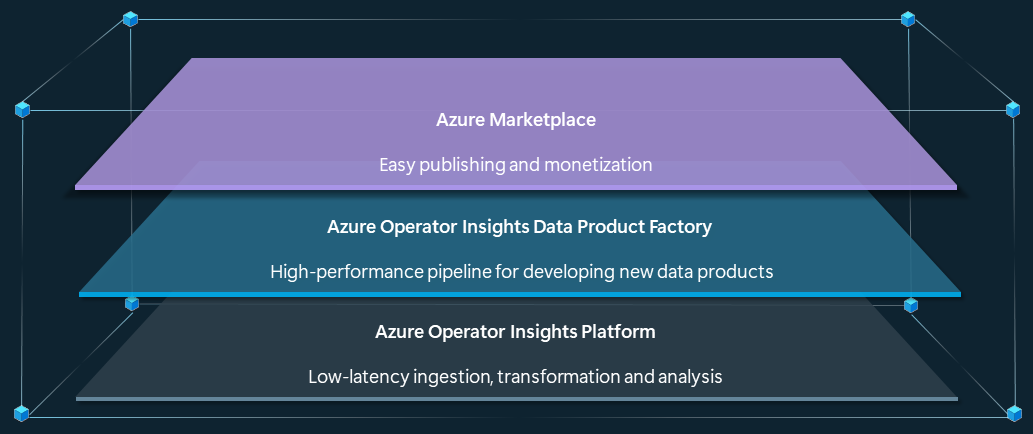 Azure Marketplace
Easy publishing and monetization
Azure Operator Insights Data Product Factory
High-performance pipeline for developing new data products
Azure Operator Insights Platform
Low-latency ingestion, transformation and analysis